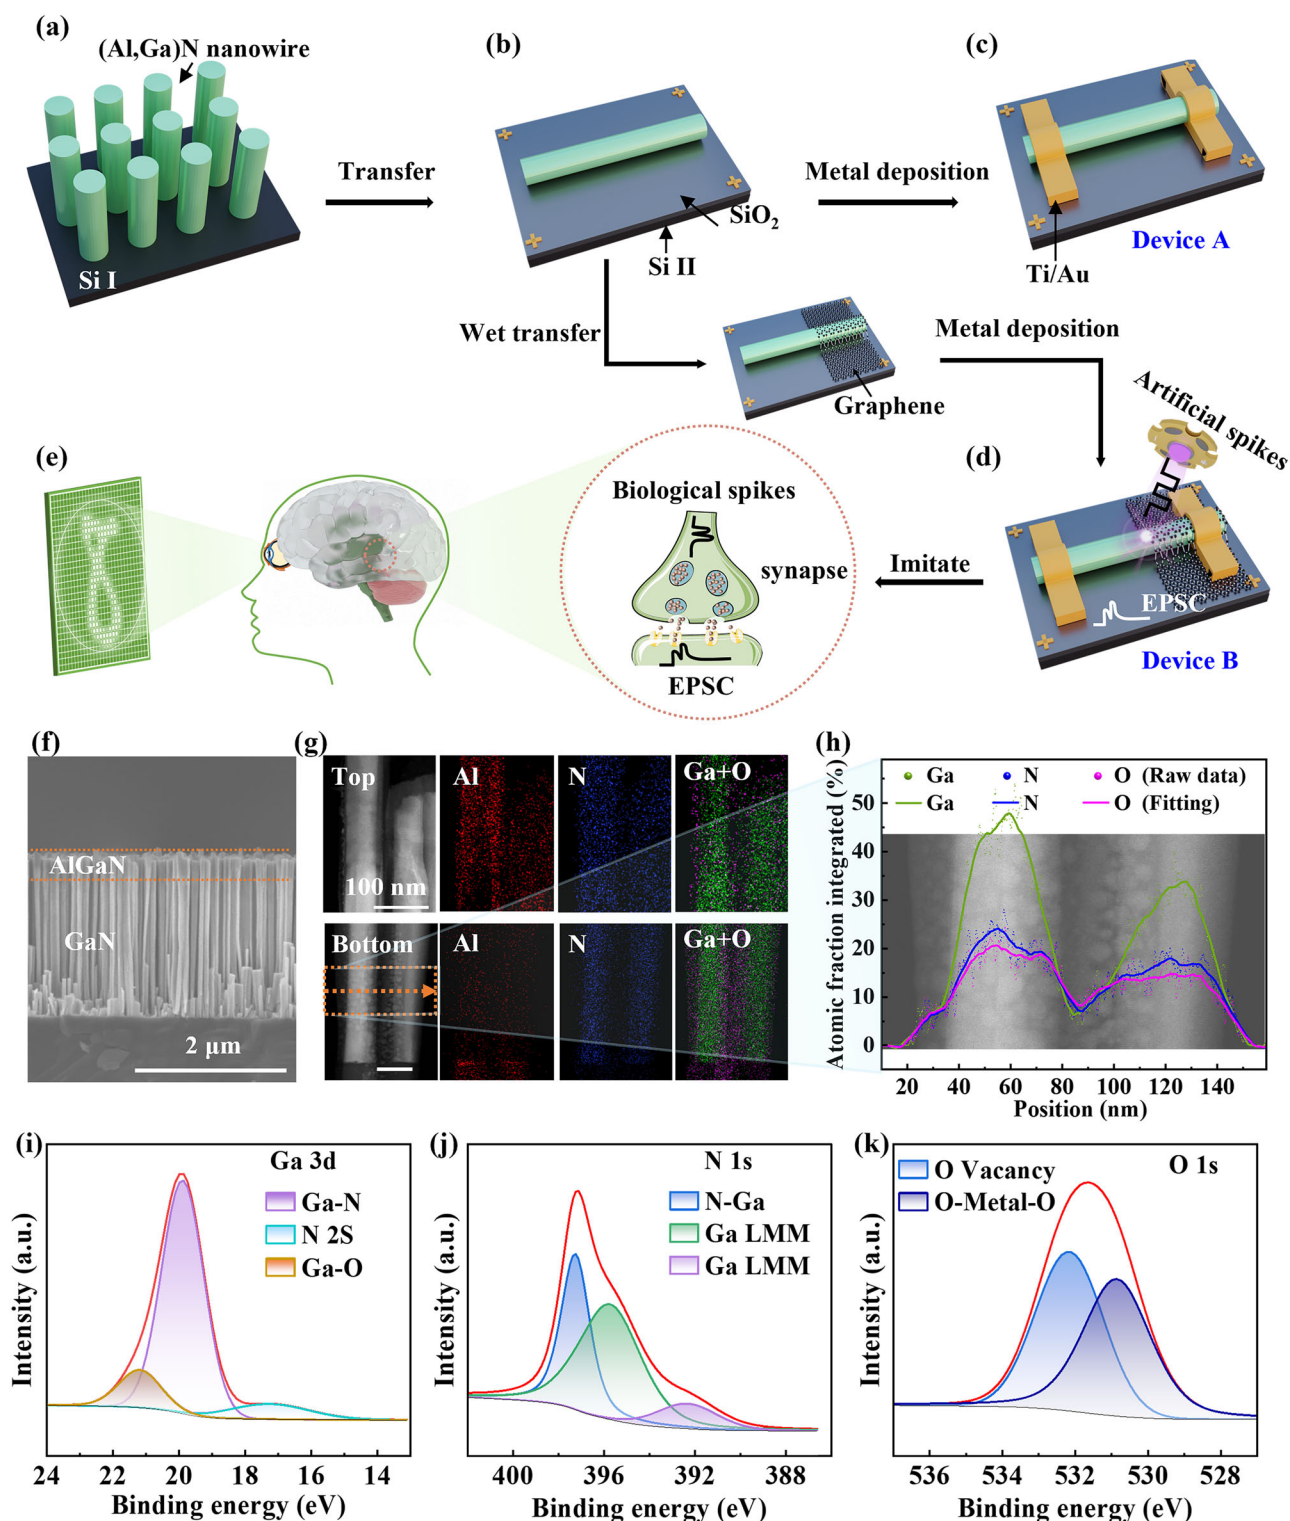 (a)
(Al,Ga)N nanowire
Si I
Transfer
(b)
SiO2
Si II
Metal deposition
(c)
Device A
Ti/Au
Wet transfer
Graphene
Metal deposition
Artificial spikes
(d)
EPSC
Device B
Imitate
(e)
Biological spikes
synapse
EPSC
(f)
AlGaN
GaN
2 μm
(g)
Top
Al
N
Ga+O
100 nm
Bottom
Al
N
Ga+O
(h)
Ga N O (Raw data)
Ga N O (Fitting)
Atomic fraction integrated (%)
50
40
30
20
10
0
20 40 60 80 100 120 140
Position (nm)
(i)
Ga 3d
Ga-N
N 2S
Ga-O
Intensity (a.u.)
24 22 20 18 16 14
Binding energy (eV)
(j)
N 1s
N-Ga
Ga LMM
Ga LMM
Intensity (a.u.)
400 396 392 388
Binding energy (eV)
(k)
O 1s
O Vacancy
O-Metal-O
Intensity (a.u.)
536 534 532 530 528
Binding energy (eV)